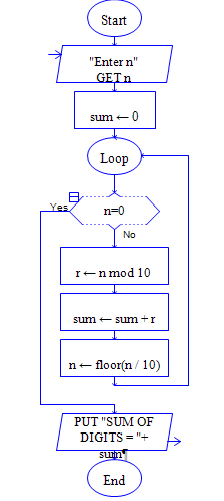 Start
"Enter n"
GET n
sum ← 0
Loop
Yes
n=0
No
r ← n mod 10
sum ← sum + r
n ← floor(n / 10)
PUT "SUM OF
DIGITS = "+
sum¶
End